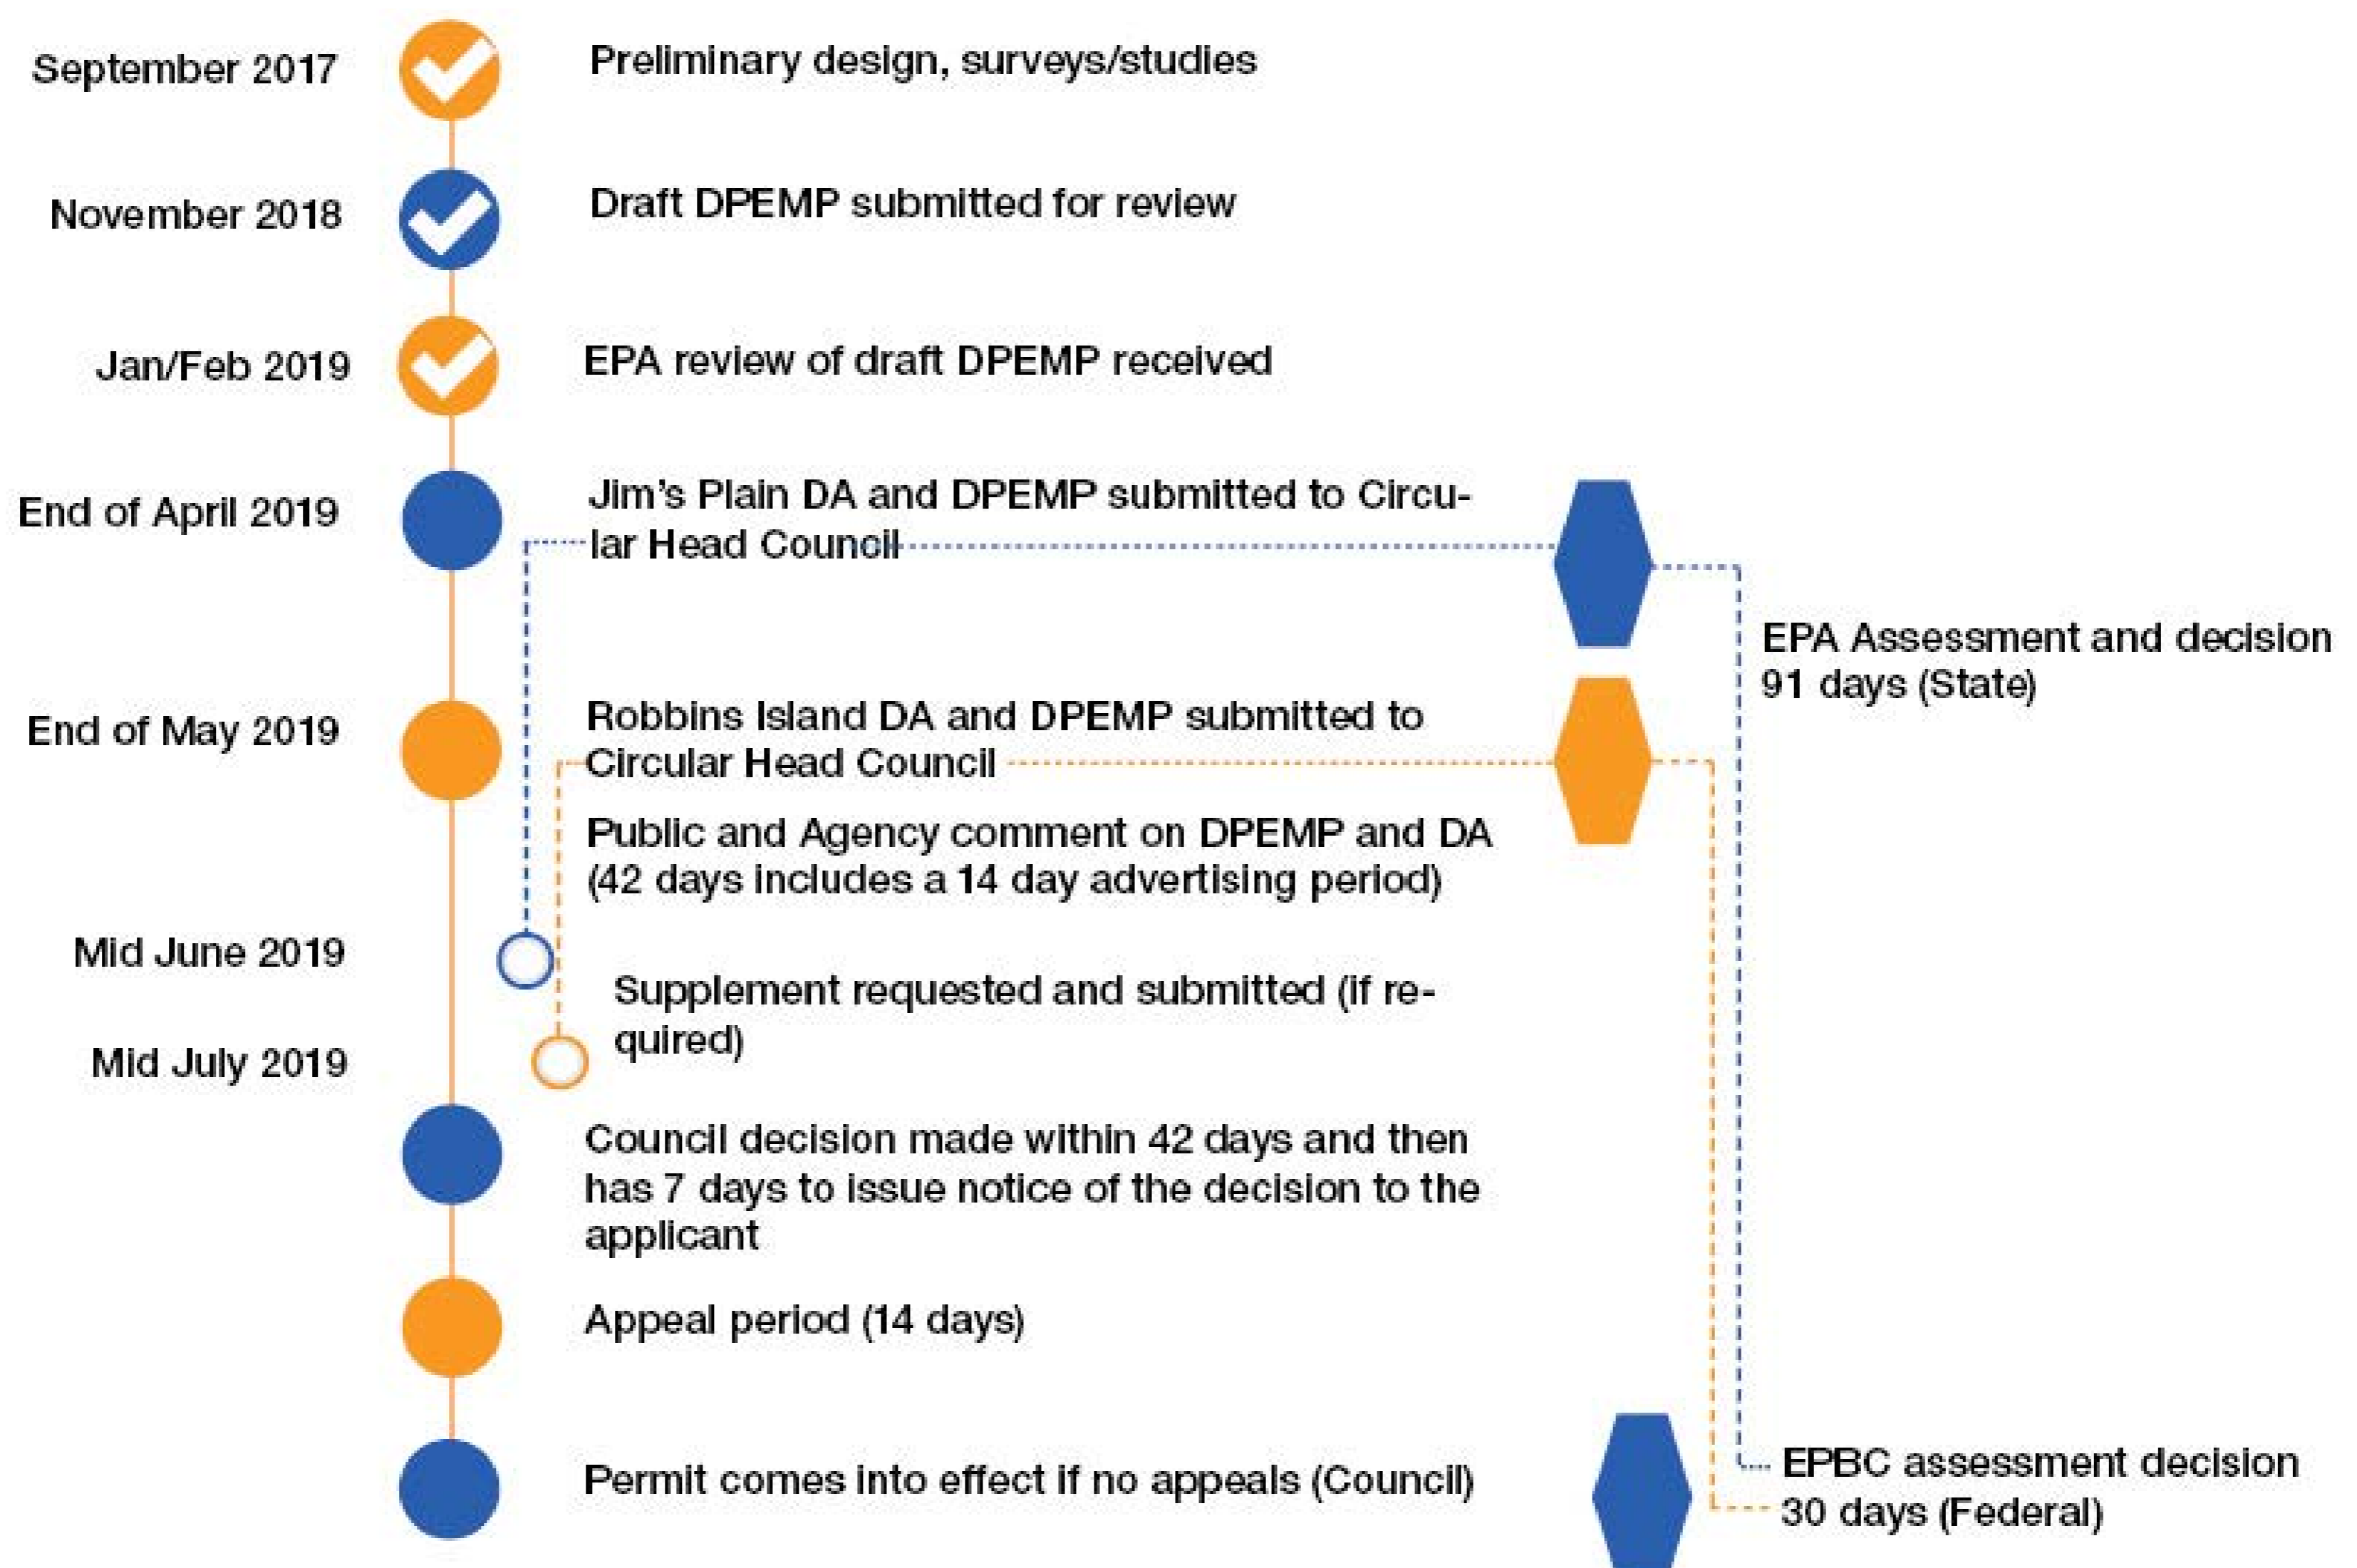 September 2017
Preliminary design, surveys/studies
November 2018
Draft DPEMP submitted for review
Jan/Feb 2019
EPA review of draft DPEMP received
End of April 2019
Jim's Plain DA and DPEMP submitted to Circu-
lar Head Council
EPA Assessment and decision
91 days (State)
End of May 2019
Robbins Island DA and DPEMP submitted to
Circular Head Council
Public and Agency comment on DPEMP and DA
(42 days includes a 14 day advertising period)
Mid June 2019
Supplement requested and submitted (if re-
quired)
Mid July 2019
Council decision made within 42 days and then
has 7 days to issue notice of the decision to the
applicant
Appeal period (14 days)
Permit comes into effect if no appeals (Council)
EPBC assessment decision
30 days (Federal)